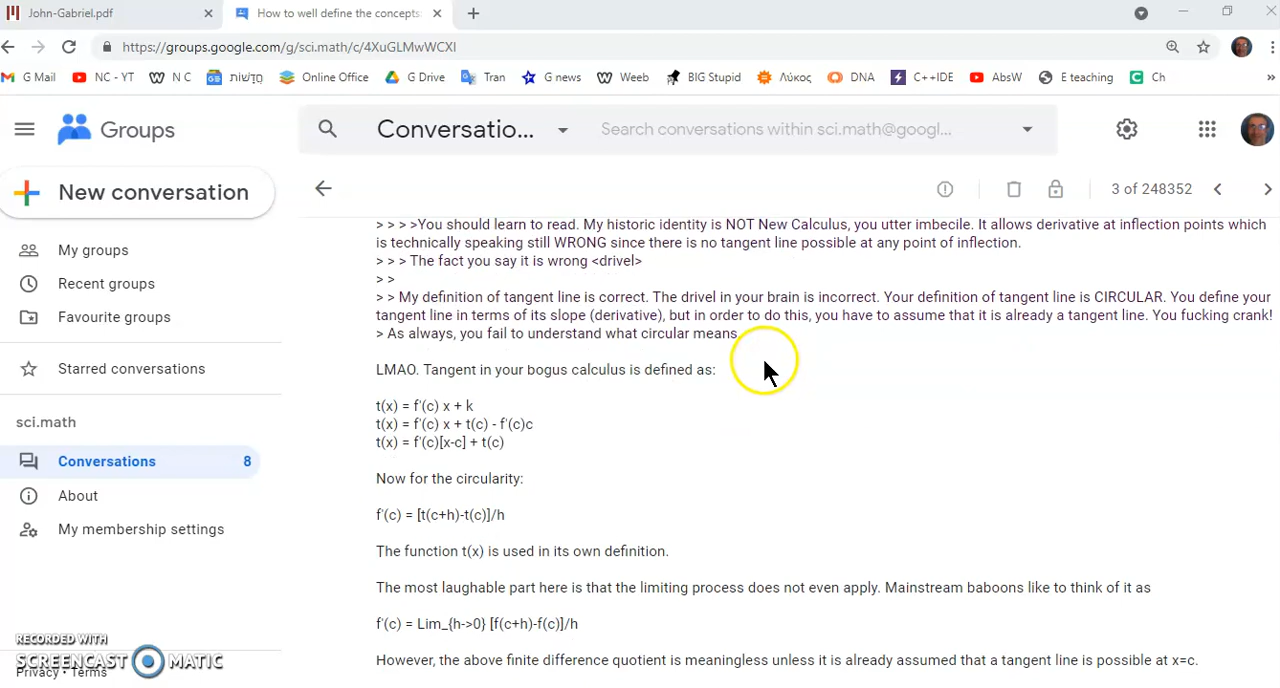 John-Gabriel.pdf
How to well define the concepts
https://groups.google.com/g/sci.math/c/4XuGLMwWCXI
G Mail
NC - YT
N C
חֲדָשׁוֹת
Online Office
G Drive
Tran
G news
Weeb
BIG Stupid
Λύκος
DNA
C++IDE
AbsW
E teaching
Ch
»
Groups
Conversatio...
Search conversations within sci.math@googl...
New conversation
3 of 248352
My groups
Recent groups
Favourite groups
Starred conversations
sci.math
Conversations 8
About
My membership settings
Privacy • Terms
> > > >You should learn to read. My historic identity is NOT New Calculus, you utter imbecile. It allows derivative at inflection points which
is technically speaking still WRONG since there is no tangent line possible at any point of inflection.
> > > The fact you say it is wrong <drivel>
> >
> > My definition of tangent line is correct. The drivel in your brain is incorrect. Your definition of tangent line is CIRCULAR. You define your
tangent line in terms of its slope (derivative), but in order to do this, you have to assume that it is already a tangent line. You fucking crank!
> As always, you fail to understand what circular means.
LMAO. Tangent in your bogus calculus is defined as:
t(x) = f'(c) x + k
t(x) = f'(c) x + t(c) - f'(c)c
t(x) = f'(c)[x-c] + t(c)
Now for the circularity:
f'(c) = [t(c+h)-t(c)]/h
The function t(x) is used in its own definition.
The most laughable part here is that the limiting process does not even apply. Mainstream baboons like to think of it as
f'(c) = Lim_{h->0} [f(c+h)-f(c)]/h
However, the above finite difference quotient is meaningless unless it is already assumed that a tangent line is possible at x=c.
RECORDED WITH
SCREENCAST MATIC